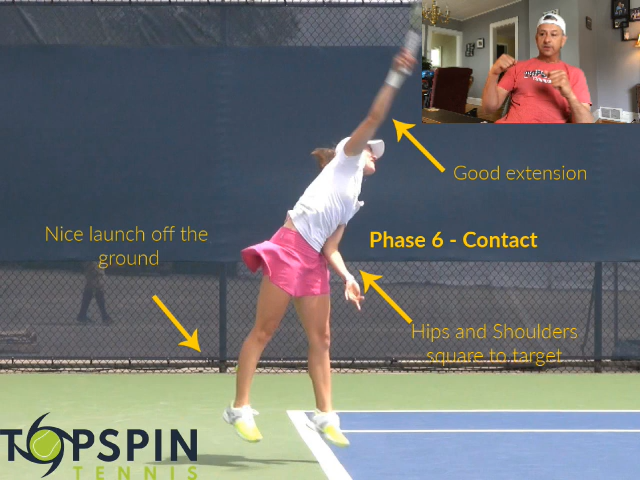 Good extension
Nice launch off the
ground
Phase 6 - Contact
Hips and Shoulders
square to target
TOPSPIN
TENNIS